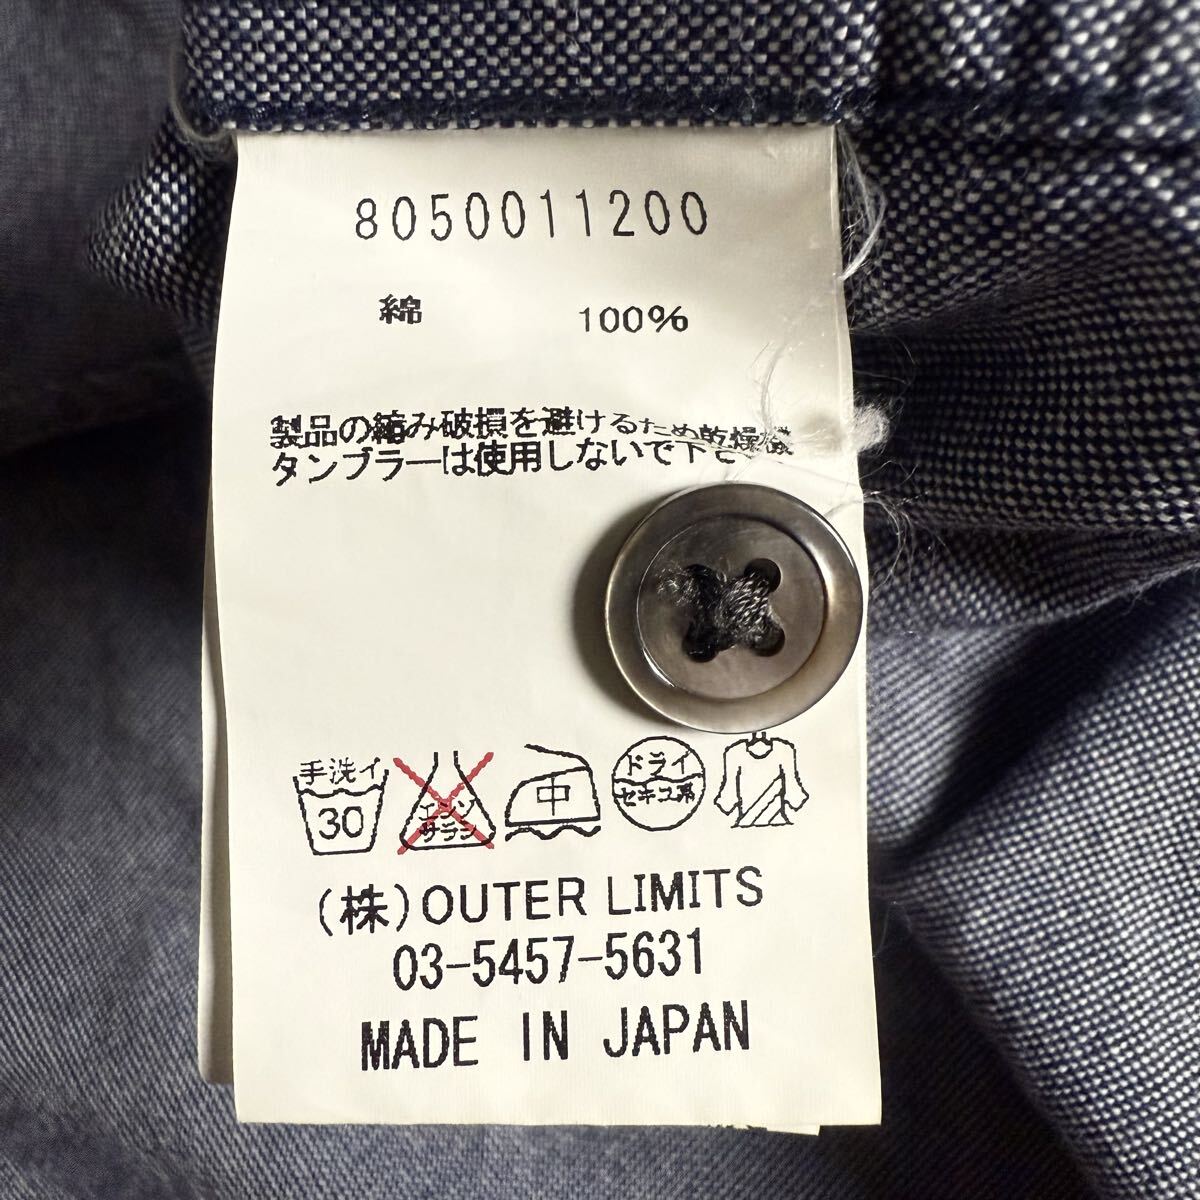 8050011200
綿 100%
製品の縮み破損を避けるため乾燥機
タンブラーは使用しないで下さ
手洗イ
30
エンソ
サラシ
中
ドライ
セキユ系
(株)OUTER LIMITS
03-5457-5631
MADE IN JAPAN